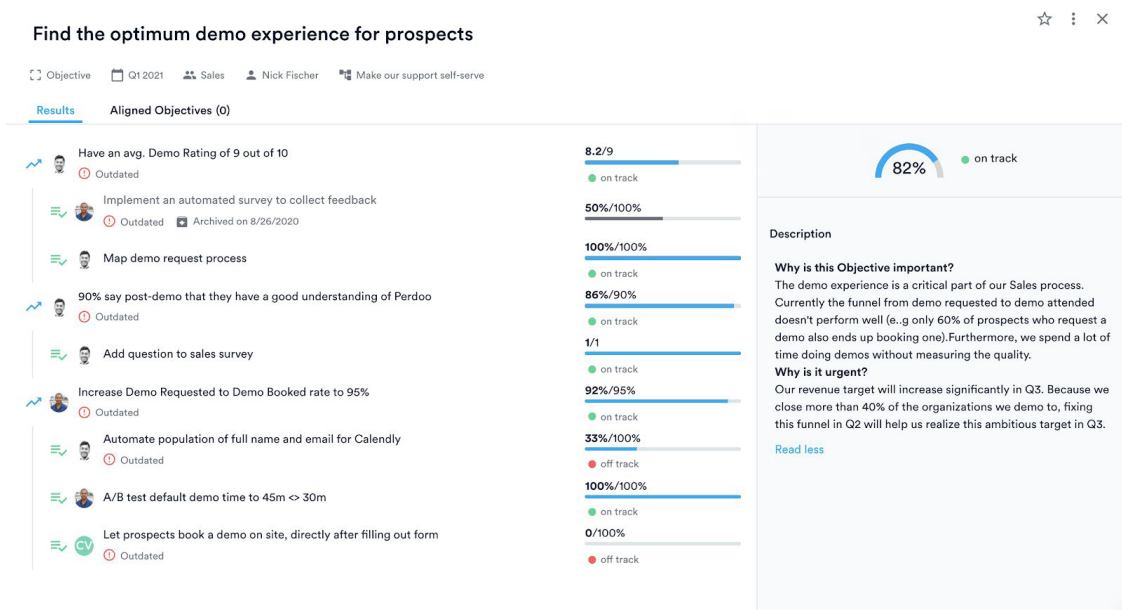 Find the optimum demo experience for prospects
Objective Q1 2021 Sales Nick Fischer Make our support self-serve
Results Aligned Objectives (0)
Have an avg. Demo Rating of 9 out of 10
Outdated
8.2/9
on track
Implement an automated survey to collect feedback
Outdated Archived on 8/26/2020
50%/100%
Map demo request process
100%/100%
on track
90% say post-demo that they have a good understanding of Perdoo
Outdated
86%/90%
on track
Add question to sales survey
1/1
on track
Increase Demo Requested to Demo Booked rate to 95%
Outdated
92%/95%
on track
Automate population of full name and email for Calendly
Outdated
33%/100%
off track
A/B test default demo time to 45m <> 30m
100%/100%
on track
CV
Let prospects book a demo on site, directly after filling out form
Outdated
0/100%
off track
82%
on track
Description
Why is this Objective important?
The demo experience is a critical part of our Sales process.
Currently the funnel from demo requested to demo attended
doesn't perform well (e..g only 60% of prospects who request a
demo also ends up booking one).Furthermore, we spend a lot of
time doing demos without measuring the quality.
Why is it urgent?
Our revenue target will increase significantly in Q3. Because we
close more than 40% of the organizations we demo to, fixing
this funnel in Q2 will help us realize this ambitious target in Q3.
Read less